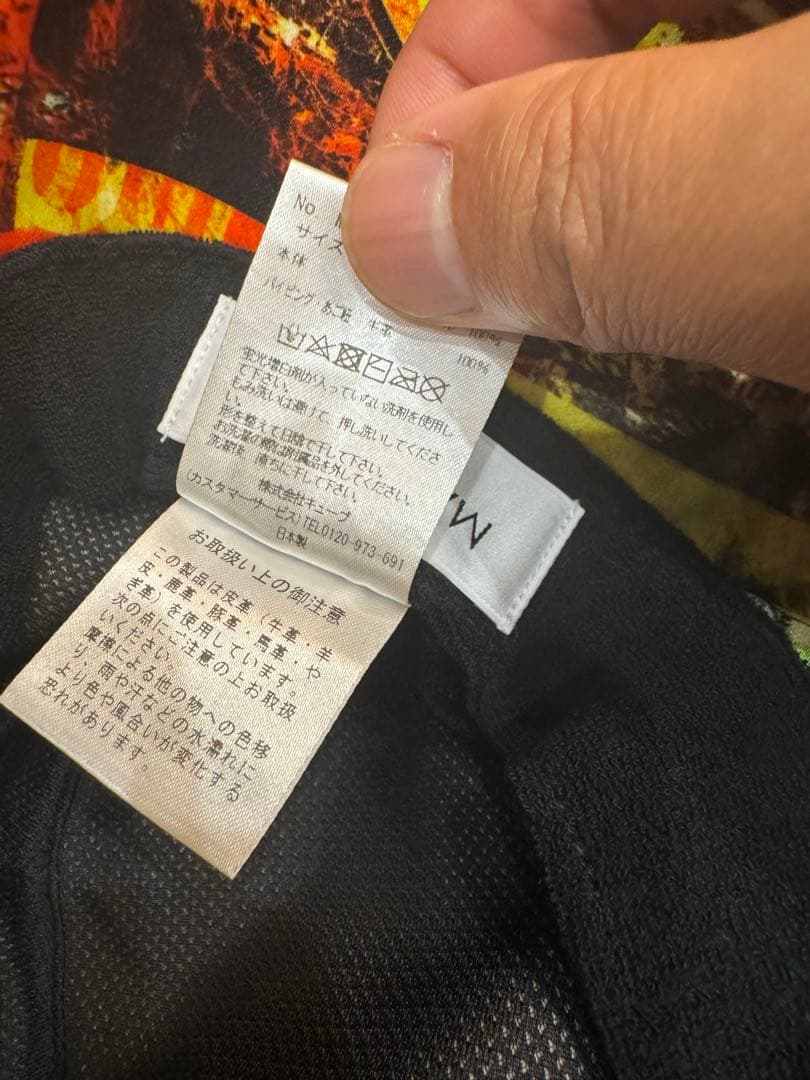 No
サイズ
本体
パイピング・あご紐 牛革 100%
100%
蛍光増白剤が入っていない洗剤を使用し
て下さい。
もみ洗いは避けて、押し洗いしてくださ
い。
形を整えて日陰で干して下さい。
お洗濯の際は附属品を外してください。
洗濯後 直ちに干して下さい。
株式会社キューブ
(カスタマーサービス)TEL0120-973-691
日本製
お取扱い上の御注意
この製品は皮革(牛革・羊
皮・鹿革・豚革・馬革・や
ぎ革)を使用しています。
次の点にご注意の上お取扱
いください。
摩擦による他の物への色移
り、雨や汗などの水濡れに
より色や風合いが変化する
恐れがあります。